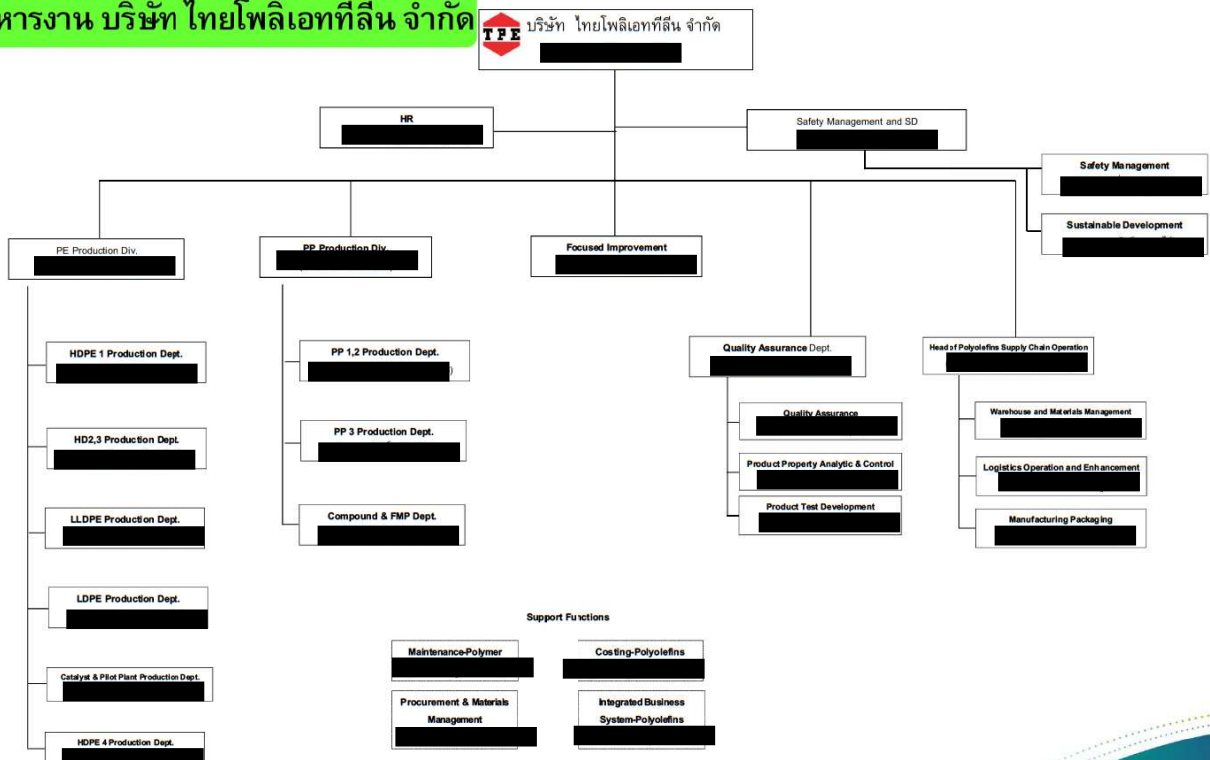 หารงาน บริษัท ไทยโพลิเอททีลีน จำกัด
TPE บริษัท ไทยโพลิเอททีลีน จำกัด
HR
Safety Management and SD
Safety Management
Sustainable Development
PE Production Div.
PP Production Div.
Focused Improvement
HDPE 1 Production Dept.
HD2,3 Production Dept.
LLDPE Production Dept.
LDPE Production Dept.
Catalyst & Pilot Plant Production Dept.
HDPE 4 Production Dept.
PP 1,2 Production Dept.
)
PP 3 Production Dept.
Compound & FMP Dept.
Quality Assurance Dept.
Quality Assurance
Product Property Analytic & Control
Product Test Development
Head of Polyolefins Supply Chain Operation
Warehouse and Materials Management
Logistics Operation and Enhancement
Manufacturing Packaging
Support Functions
Maintenance-Polymer
Costing-Polyolefins
Procurement & Materials
Management
Integrated Business
System-Polyolefins